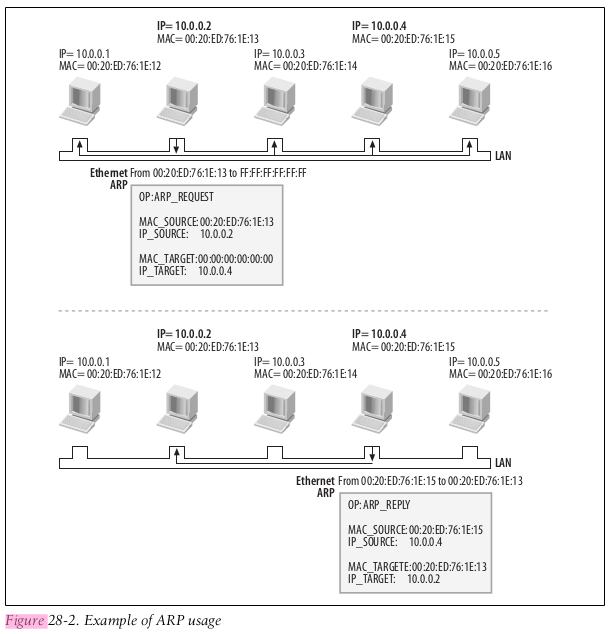 IP= 10.0.0.2
MAC= 00:20:ED:76:1E:13
IP= 10.0.0.4
MAC= 00:20:ED:76:1E:15
IP= 10.0.0.1
MAC= 00:20:ED:76:1E:12
IP= 10.0.0.3
MAC= 00:20:ED:76:1E:14
IP= 10.0.0.5
MAC= 00:20:ED:76:1E:16
LAN
Ethernet From 00:20:ED:76:1E:13 to FF:FF:FF:FF:FF:FF
ARP
OP:ARP_REQUEST
MAC_SOURCE:00:20:ED:76:1E:13
IP_SOURCE: 10.0.0.2
MAC_TARGET:00:00:00:00:00:00
IP_TARGET: 10.0.0.4
IP= 10.0.0.2
MAC= 00:20:ED:76:1E:13
IP= 10.0.0.4
MAC= 00:20:ED:76:1E:15
IP= 10.0.0.1
MAC= 00:20:ED:76:1E:12
IP= 10.0.0.3
MAC= 00:20:ED:76:1E:14
IP= 10.0.0.5
MAC= 00:20:ED:76:1E:16
LAN
Ethernet From 00:20:ED:76:1E:15 to 00:20:ED:76:1E:13
ARP
OP: ARP_REPLY
MAC_SOURCE:00:20:ED:76:1E:15
IP_SOURCE: 10.0.0.4
MAC_TARGETE:00:20:ED:76:1E:13
IP_TARGET: 10.0.0.2
Figure 28-2. Example of ARP usage